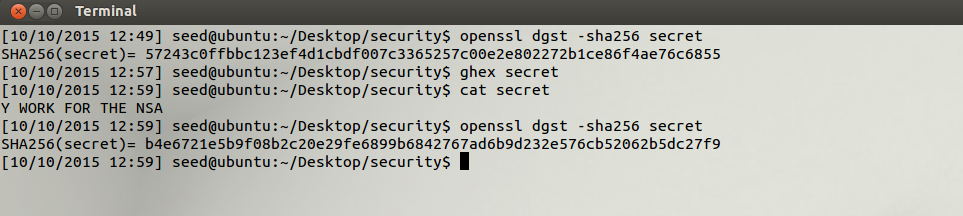 Terminal
[10/10/2015 12:49] seed@ubuntu:~/Desktop/security$ openssl dgst -sha256 secret
SHA256(secret)= 57243c0ffbbc123ef4d1cbdf007c3365257c00e2e802272b1ce86f4ae76c6855
[10/10/2015 12:57] seed@ubuntu:~/Desktop/security$ ghex secret
[10/10/2015 12:59] seed@ubuntu:~/Desktop/security$ cat secret
Y WORK FOR THE NSA
[10/10/2015 12:59] seed@ubuntu:~/Desktop/security$ openssl dgst -sha256 secret
SHA256(secret)= b4e6721e5b9f08b2c20e29fe6899b6842767ad6b9d232e576cb52062b5dc27f9
[10/10/2015 12:59] seed@ubuntu:~/Desktop/security$